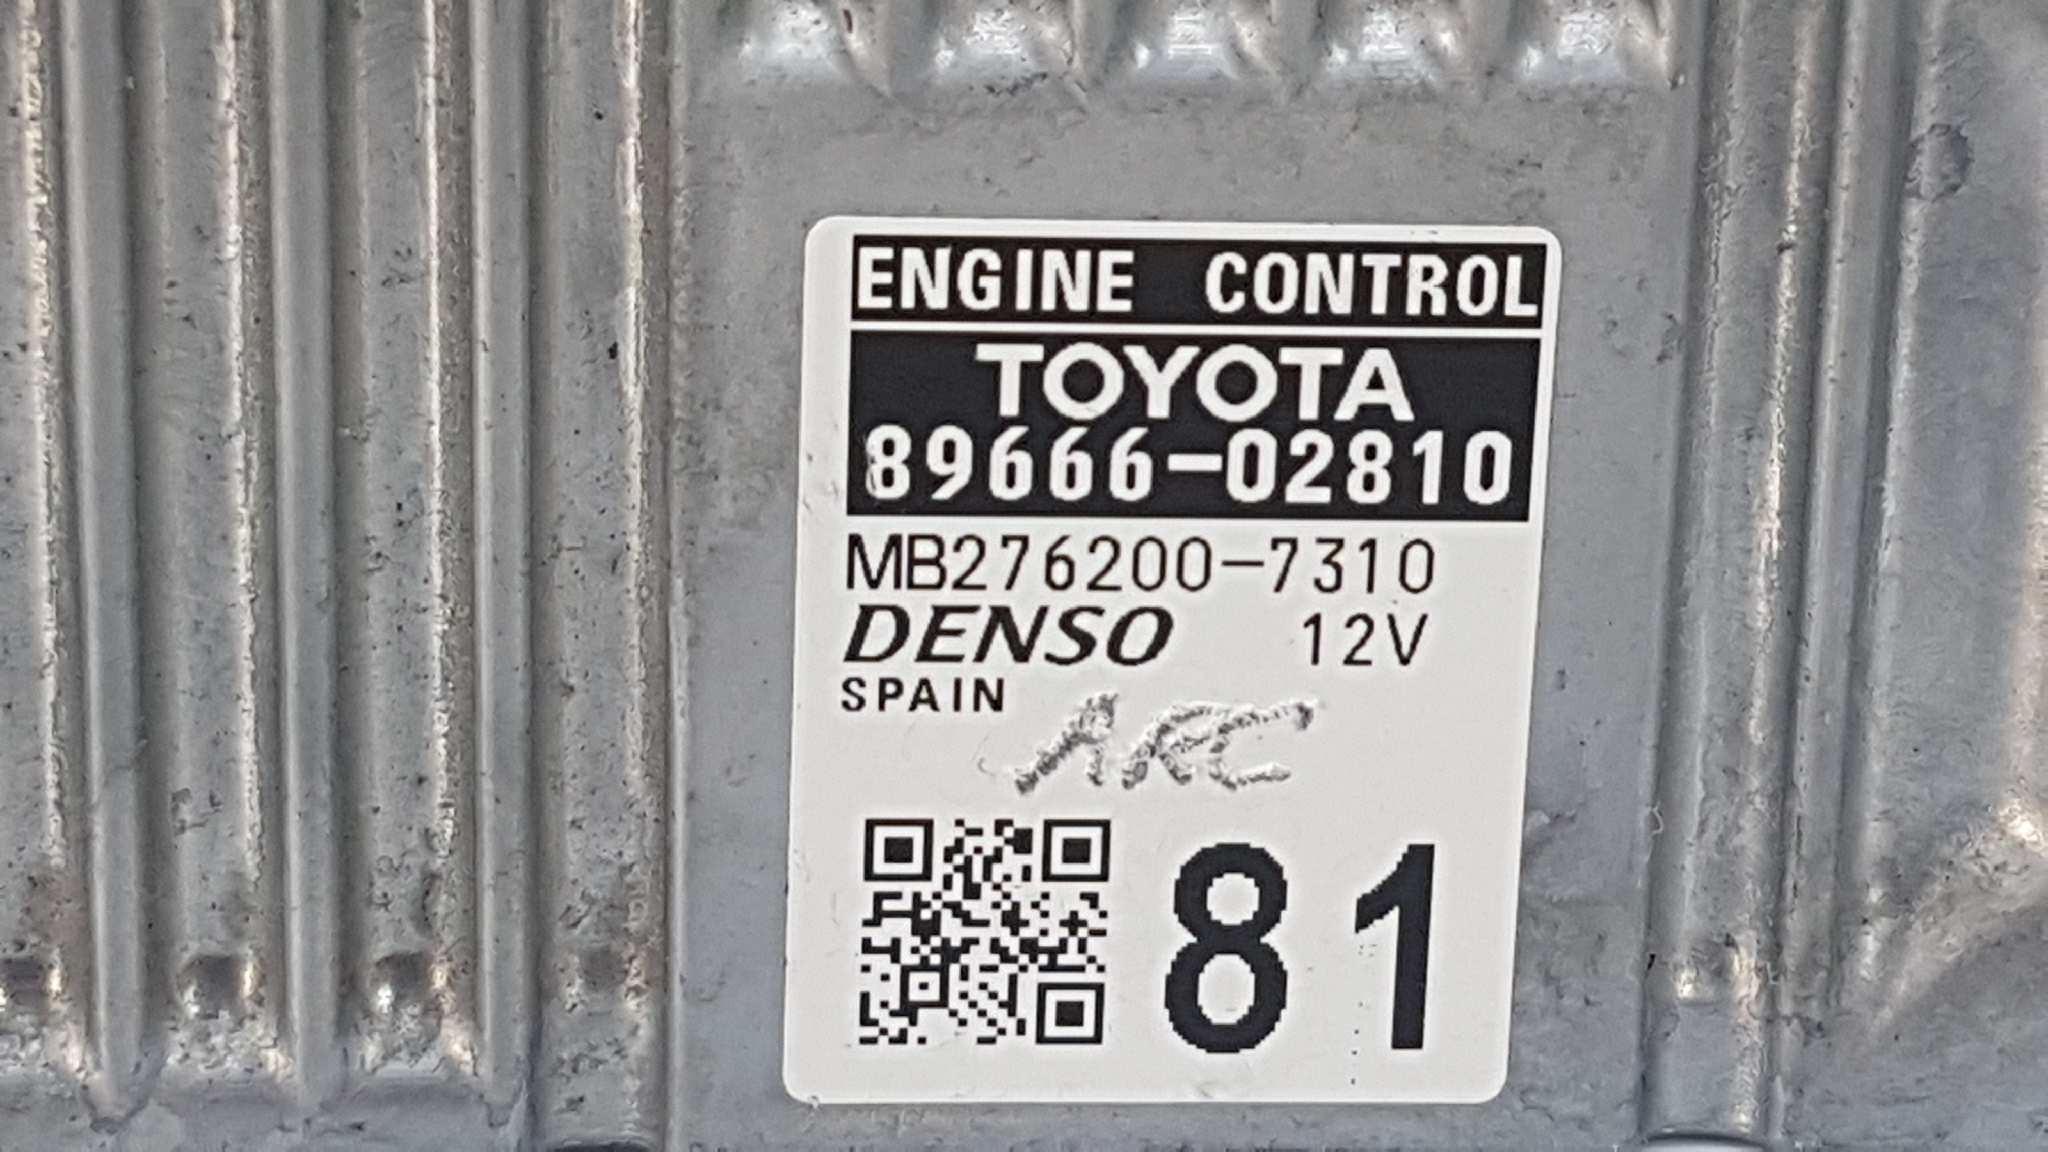 ENGINE CONTROL
TOYOTA
89666-02810
MB276200-7310
DENSO 12V
SPAIN
81